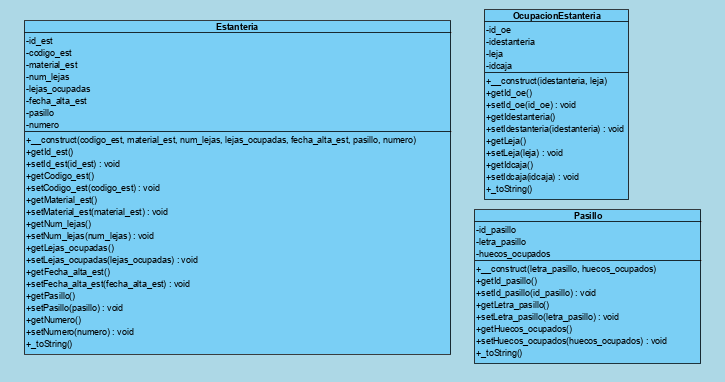 Estanteria
-id_est
-codigo_est
-material_est
-num_lejas
-lejas_ocupadas
-fecha_alta_est
-pasillo
-numero
+__construct(codigo_est, material_est, num_lejas, lejas_ocupadas, fecha_alta_est, pasillo, numero)
+getId_est()
+setId_est(id_est) : void
+getCodigo_est()
+setCodigo_est(codigo_est) : void
+getMaterial_est()
+setMaterial_est(material_est) : void
+getNum_lejas()
+setNum_lejas(num_lejas) : void
+getLejas_ocupadas()
+setLejas_ocupadas(lejas_ocupadas) : void
+getFecha_alta_est()
+setFecha_alta_est(fecha_alta_est) : void
+getPasillo()
+setPasillo(pasillo) : void
+getNumero()
+setNumero(numero) : void
+_toString()
OcupacionEstanteria
-id_oe
-idestanteria
-leja
-idcaja
+__construct(idestanteria, leja)
+getId_oe()
+setId_oe(id_oe) : void
+getIdestanteria()
+setIdestanteria(idestanteria) : void
+getLeja()
+setLeja(leja) : void
+getIdcaja()
+setIdcaja(idcaja) : void
+_toString()
Pasillo
-id_pasillo
-letra_pasillo
-huecos_ocupados
+__construct(letra_pasillo, huecos_ocupados)
+getId_pasillo()
+setId_pasillo(id_pasillo) : void
+getLetra_pasillo()
+setLetra_pasillo(letra_pasillo) : void
+getHuecos_ocupados()
+setHuecos_ocupados(huecos_ocupados) : void
+_toString()